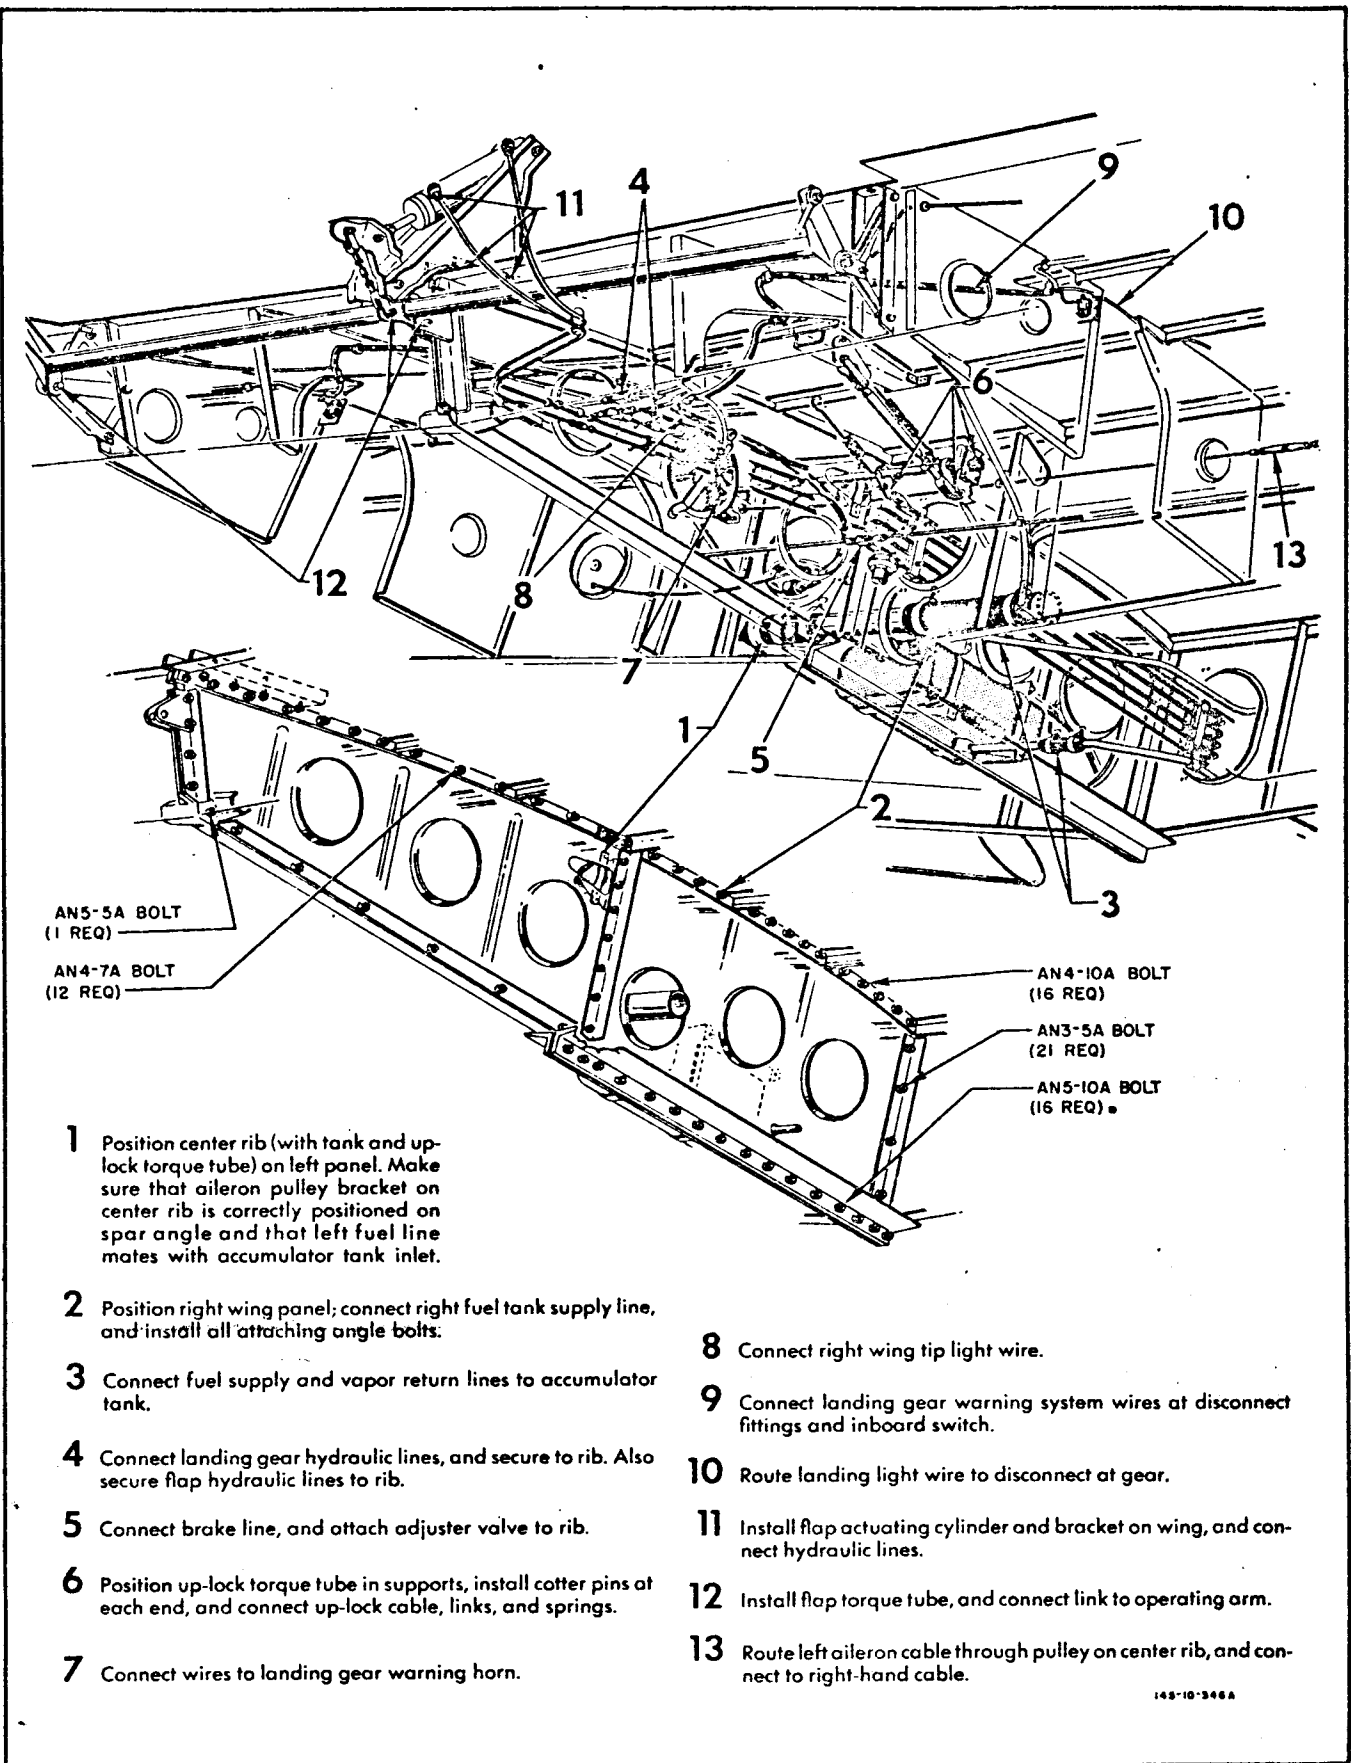 4
9
11
10
6
12
8
13
7
1
5
2
3
AN5-5A BOLT
(1 REQ)
AN4-7A BOLT
(12 REQ)
AN4-10A BOLT
(16 REQ)
AN3-5A BOLT
(21 REQ)
AN5-10A BOLT
(16 REQ)
1 Position center rib (with tank and up-
lock torque tube) on left panel. Make
sure that aileron pulley bracket on
center rib is correctly positioned on
spar angle and that left fuel line
mates with accumulator tank inlet.
2 Position right wing panel; connect right fuel tank supply line,
and install all attaching angle bolts.
3 Connect fuel supply and vapor return lines to accumulator
tank.
4 Connect landing gear hydraulic lines, and secure to rib. Also
secure flap hydraulic lines to rib.
5 Connect brake line, and attach adjuster valve to rib.
6 Position up-lock torque tube in supports, install cotter pins at
each end, and connect up-lock cable, links, and springs.
7 Connect wires to landing gear warning horn.
8 Connect right wing tip light wire.
9 Connect landing gear warning system wires at disconnect
fittings and inboard switch.
10 Route landing light wire to disconnect at gear.
11 Install flap actuating cylinder and bracket on wing, and con-
nect hydraulic lines.
12 Install flap torque tube, and connect link to operating arm.
13 Route left aileron cable through pulley on center rib, and con-
nect to right-hand cable.
145-10-346A